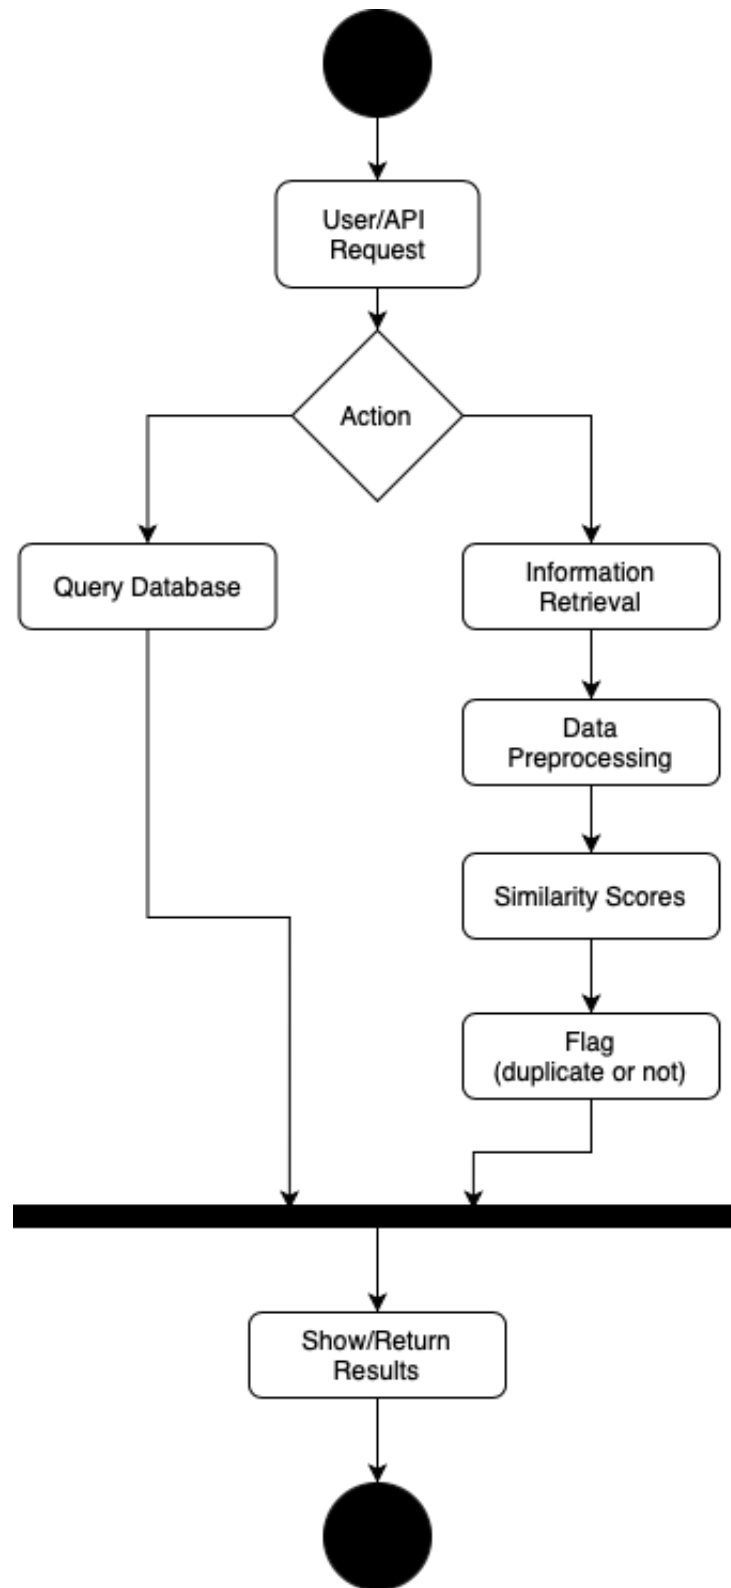 User/API
Request
Action
Query Database
Information
Retrieval
Data
Preprocessing
Similarity Scores
Flag
(duplicate or not)
Show/Return
Results